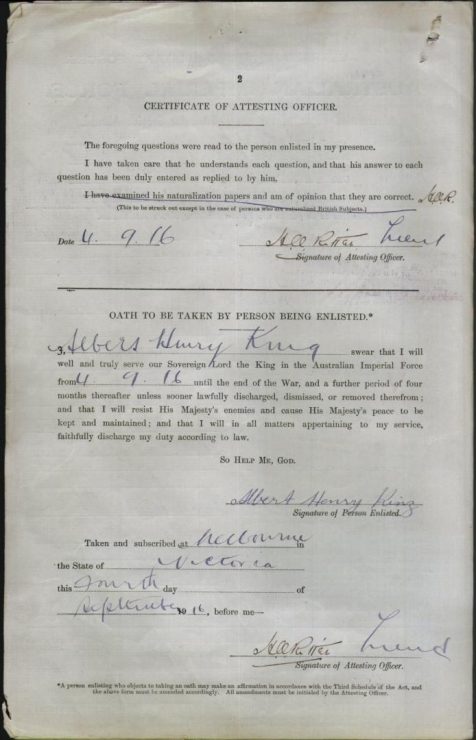 2
CERTIFICATE OF ATTESTING OFFICER.
The foregoing questions were read to the person enlisted in my presence.
I have taken care that he understands each question, and that his answer to each
question has been duly entered as replied to by him.
I have examined his naturalization papers and am of opinion that they are correct.
(This to be struck out except in the case of persons who are naturalized British Subjects.)
Date 4. 9. 16
Signature of Attesting Officer.
OATH TO BE TAKEN BY PERSON BEING ENLISTED.*
I, Albert Henry King swear that I will
well and truly serve our Sovereign Lord the King in the Australian Imperial Force
from 4. 9. 16 until the end of the War, and a further period of four
months thereafter unless sooner lawfully discharged, dismissed, or removed therefrom;
and that I will resist His Majesty's enemies and cause His Majesty's peace to be
kept and maintained; and that I will in all matters appertaining to my service,
faithfully discharge my duty according to law.
SO HELP ME, GOD.
Albert Henry King
Signature of Person Enlisted.
Taken and subscribed at Melbourne in
the State of Victoria
this Fourth day of
September 1916, before me—
Signature of Attesting Officer.
*A person enlisting who objects to taking an oath may make an affirmation in accordance with the Third Schedule of the Act, and
the above form must be amended accordingly. All amendments must be initialed by the Attesting Officer.